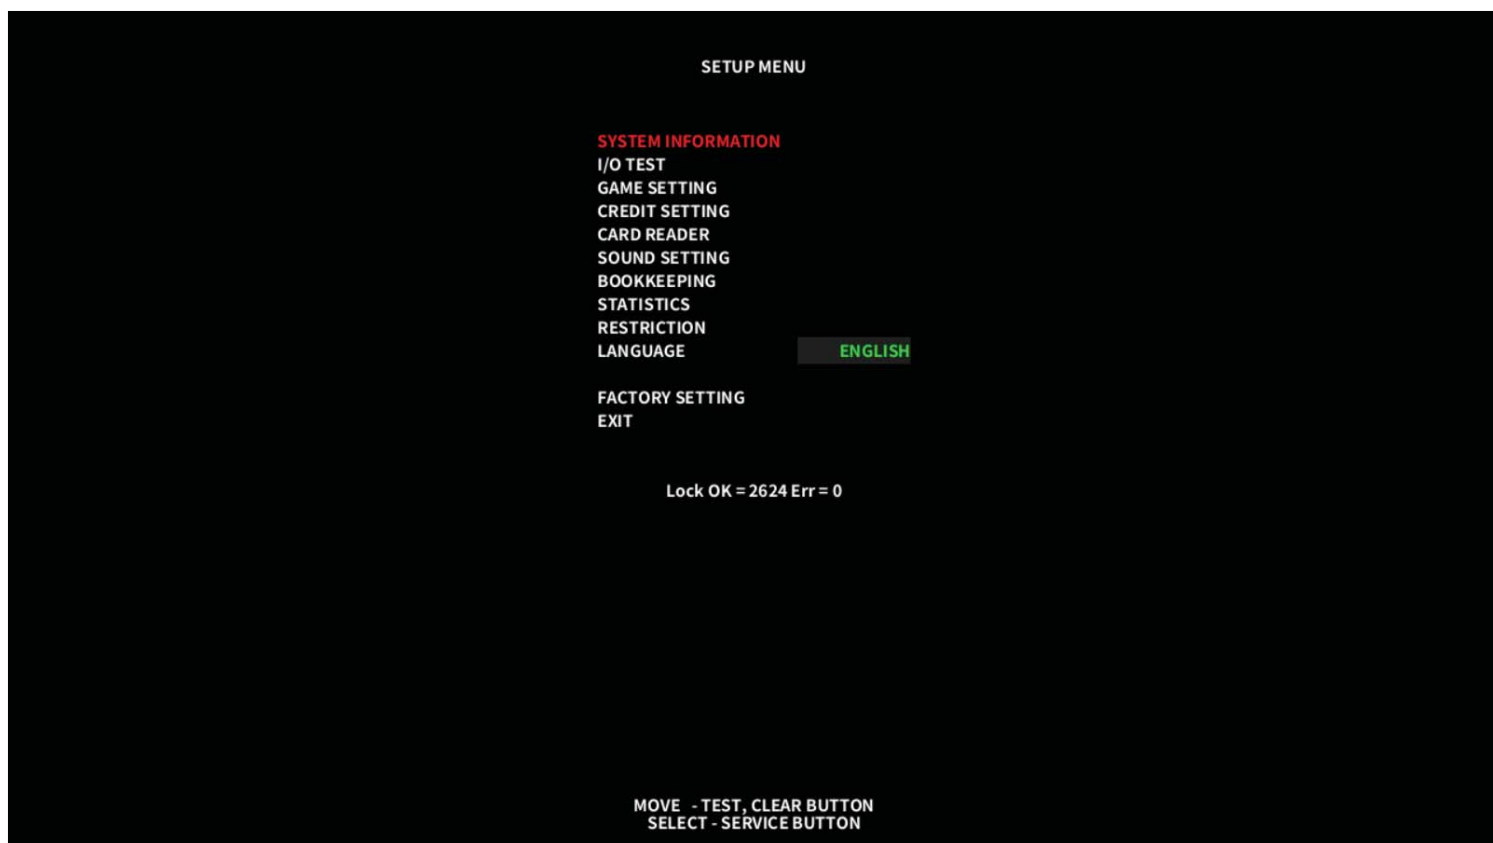 SETUP MENU
SYSTEM INFORMATION
I/O TEST
GAME SETTING
CREDIT SETTING
CARD READER
SOUND SETTING
BOOKKEEPING
STATISTICS
RESTRICTION
LANGUAGE ENGLISH
FACTORY SETTING
EXIT
Lock OK = 2624 Err = 0
MOVE - TEST, CLEAR BUTTON
SELECT - SERVICE BUTTON